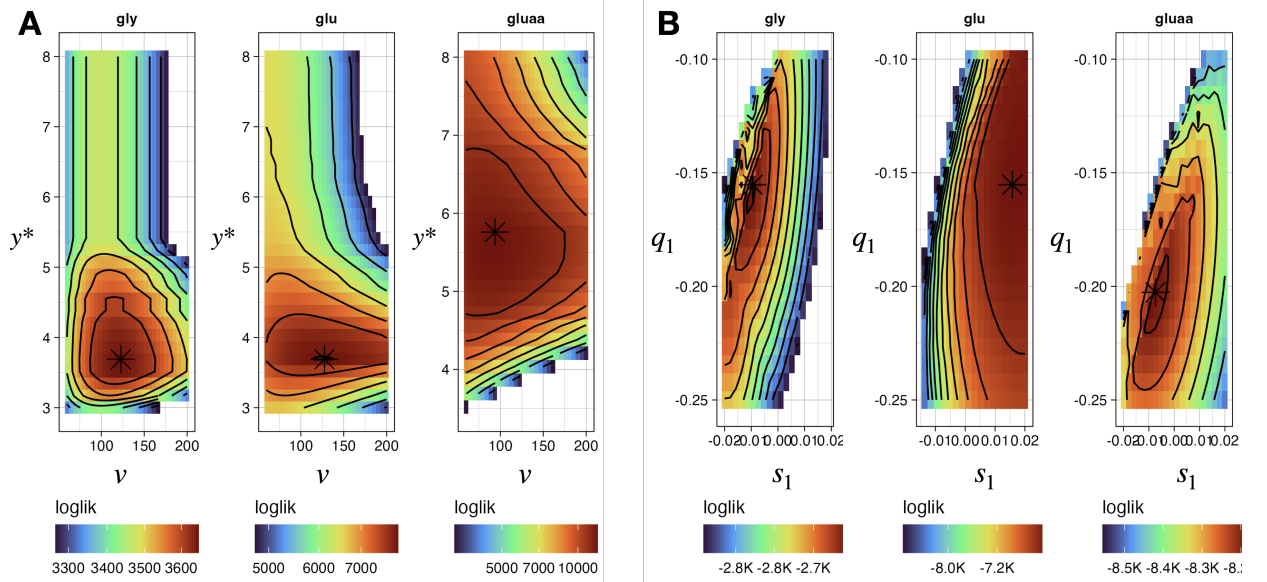 A
gly glu gluaa
8 8 8
7 7 7
6 6 6
y* y* y*
5 5 5
4 4 4
3 3
100 150 200 100 150 200 100 150 200
v v v
loglik loglik loglik
3300 3400 3500 3600 5000 6000 7000 5000 7000 10000
B
gly glu gluaa
-0.10 -0.10 -0.10
-0.15 -0.15 -0.15
q1 q1 q1
-0.20 -0.20 -0.20
-0.25 -0.25 -0.25
-0.02 -0.01 0.00 0.01 0.02 -0.01 0.00 0.01 0.02 -0.02 -0.01 0.00 0.01 0.02
s1 s1 s1
loglik loglik loglik
-2.8K -2.8K -2.7K -8.0K -7.2K -8.5K -8.4K -8.3K